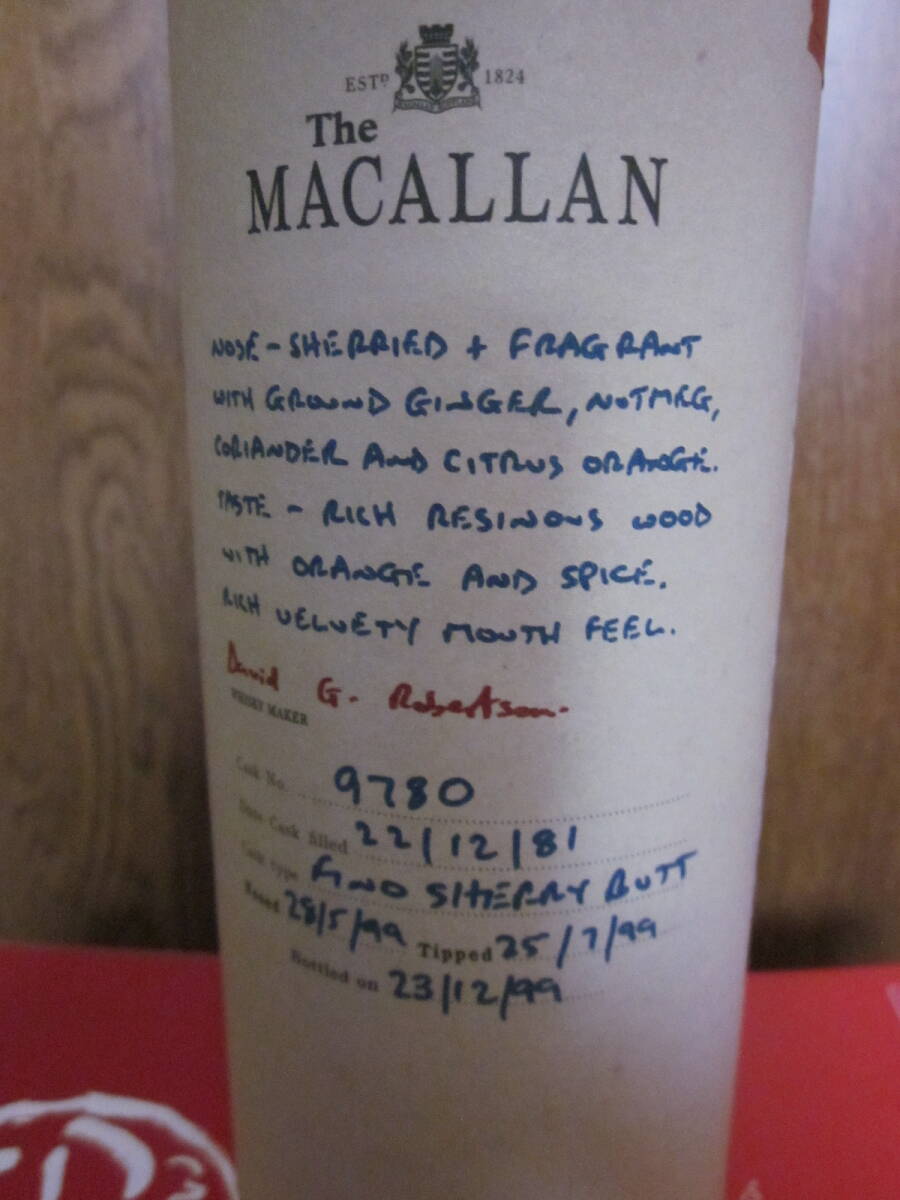 ESTD 1824
The
MACALLAN
NOSE - SHERRIED + FRAGRANT
WITH GROUND GINGER, NUTMEG,
CORIANDER AND CITRUS ORANGE.
TASTE - RICH RESINOUS WOOD
WITH ORANGE AND SPICE.
RICH VELVETY MOUTH FEEL.
David G. Robertson.
WHISKY MAKER
Cask No. 9780
Date Cask filled 22/12/81
Cask type FINO SHERRY BUTT
28/5/99 Tipped 25/7/99
Bottled on 23/12/99